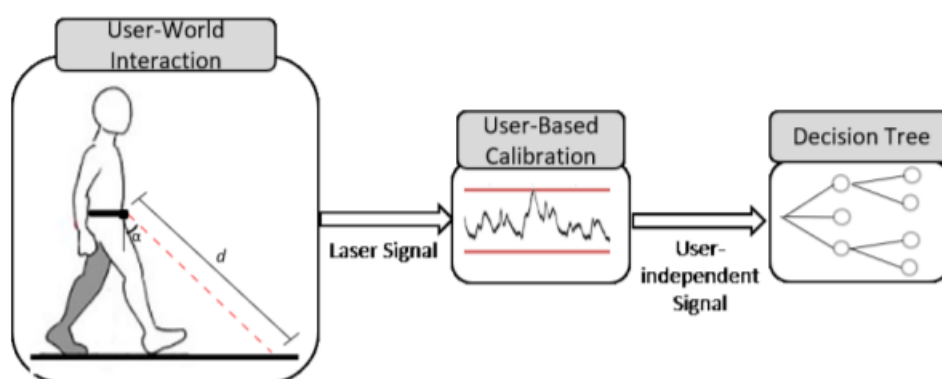 User-World
Interaction
α
d
Laser Signal
User-Based
Calibration
User-
independent
Signal
Decision Tree